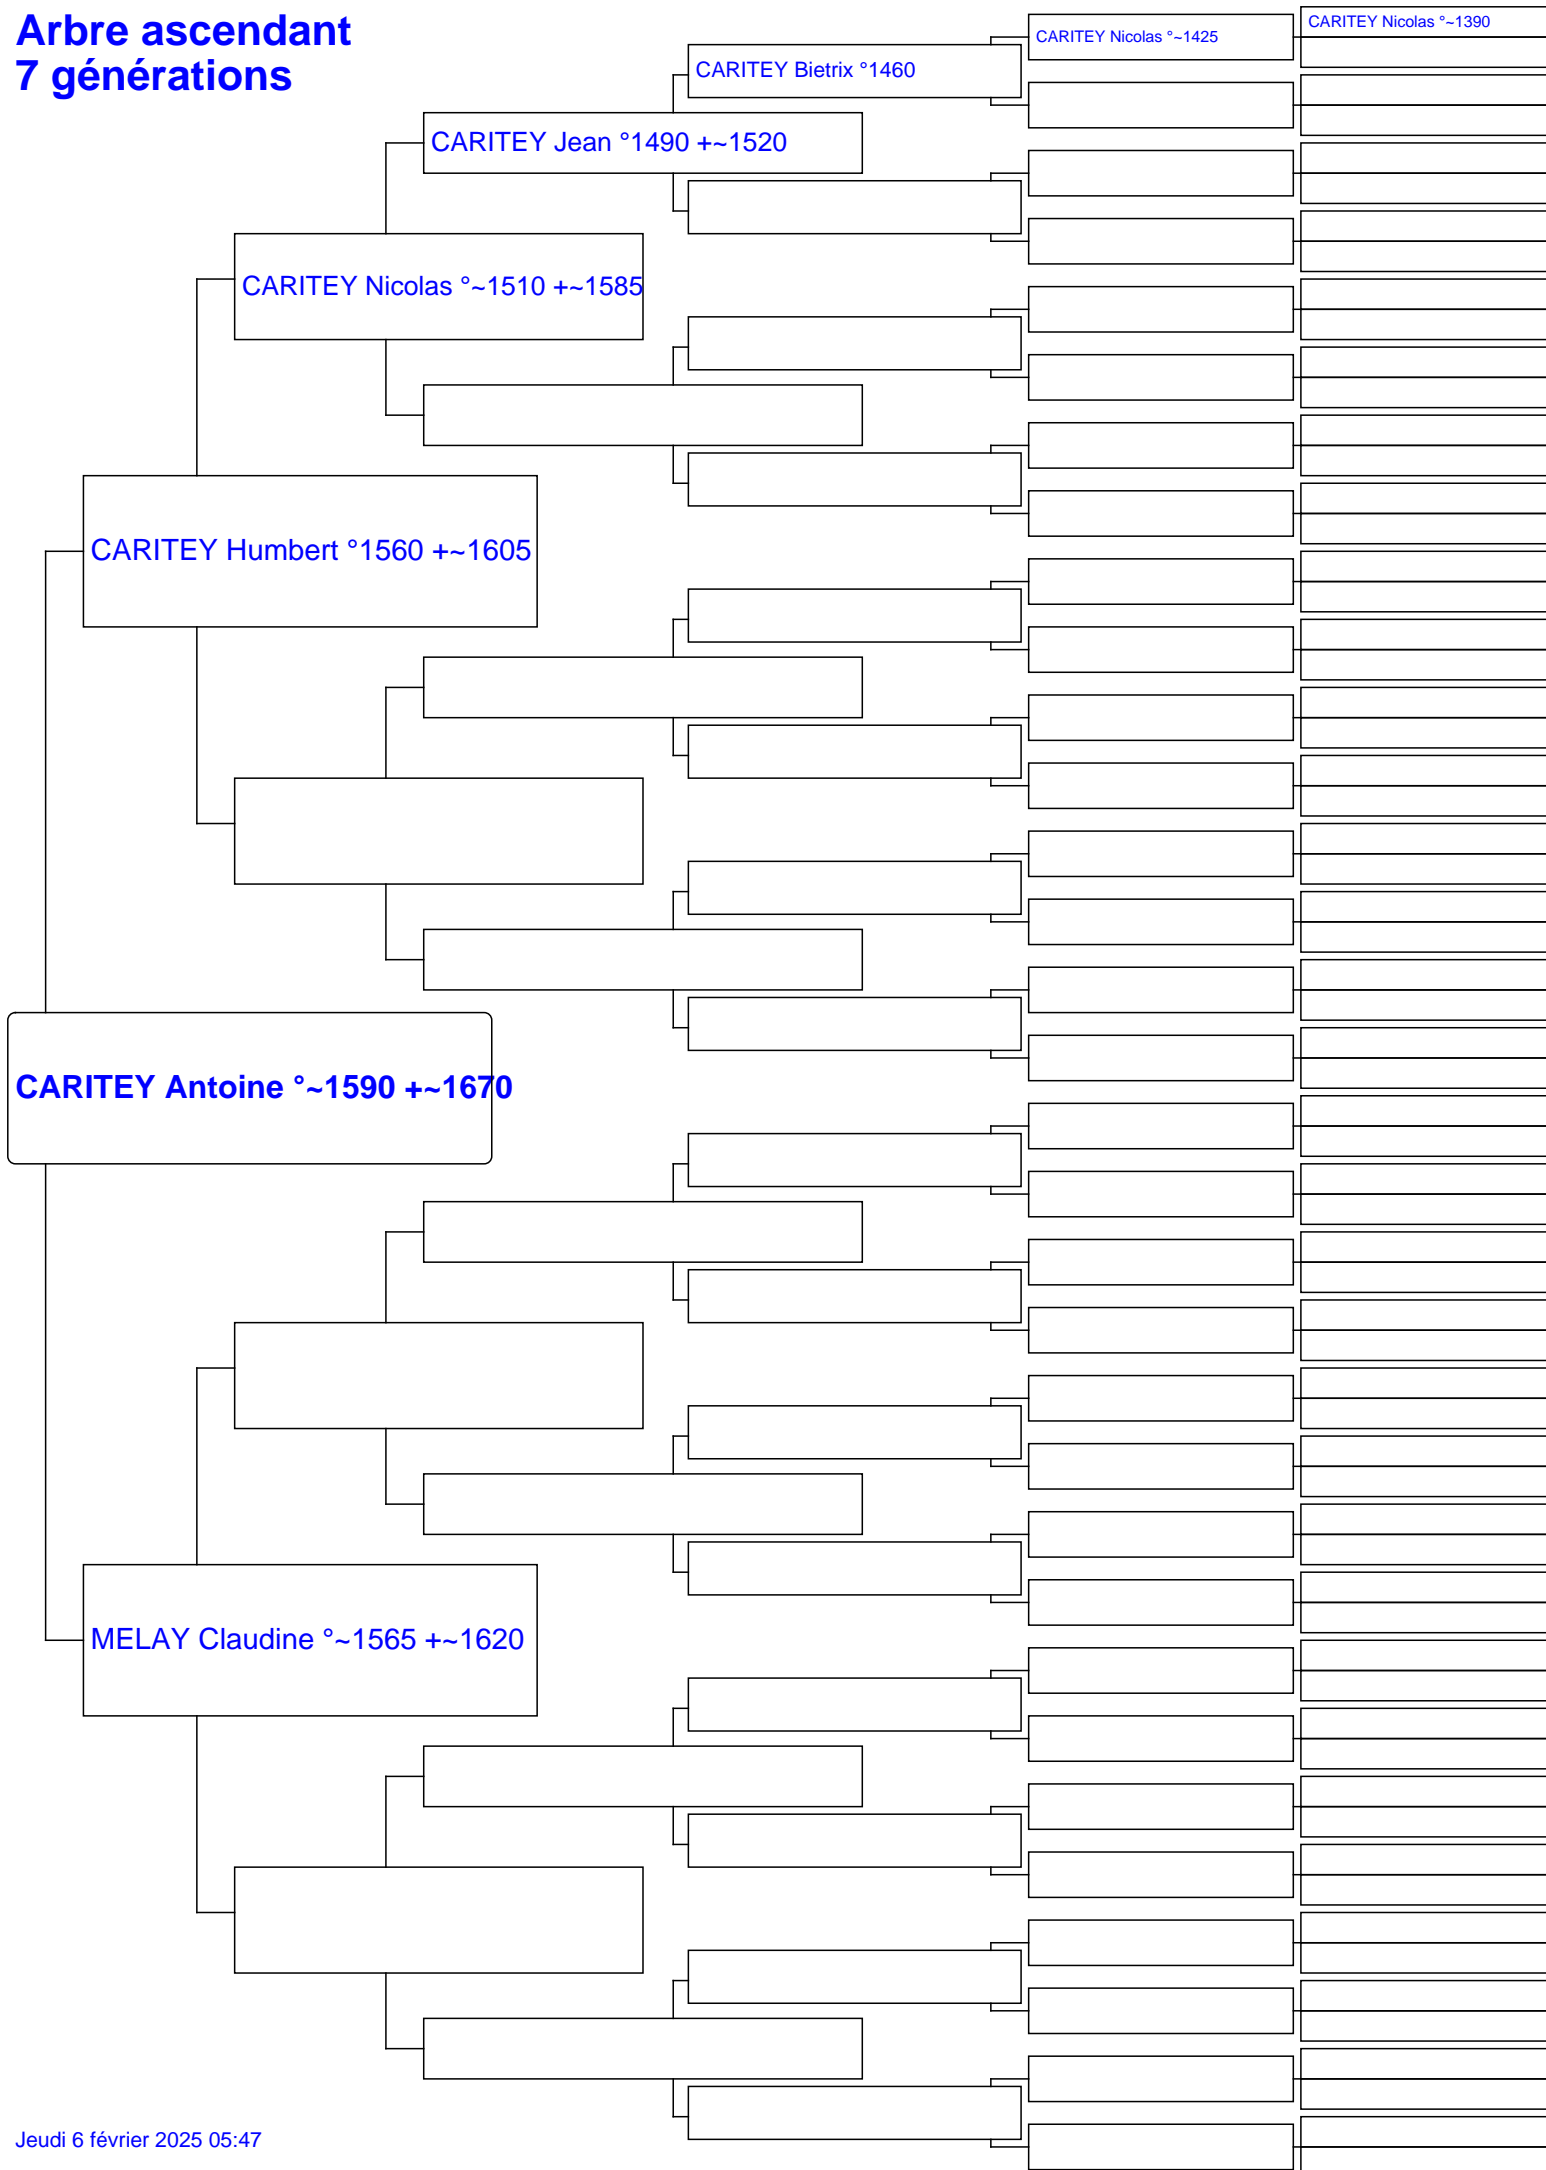 Arbre ascendant
7 générations
CARITEY Nicolas °~1390
CARITEY Nicolas °~1425
CARITEY Bietrix °1460
CARITEY Jean °1490 +~1520
CARITEY Nicolas °~1510 +~1585
CARITEY Humbert °1560 +~1605
CARITEY Antoine °~1590 +~1670
MELAY Claudine °~1565 +~1620
Jeudi 6 février 2025 05:47